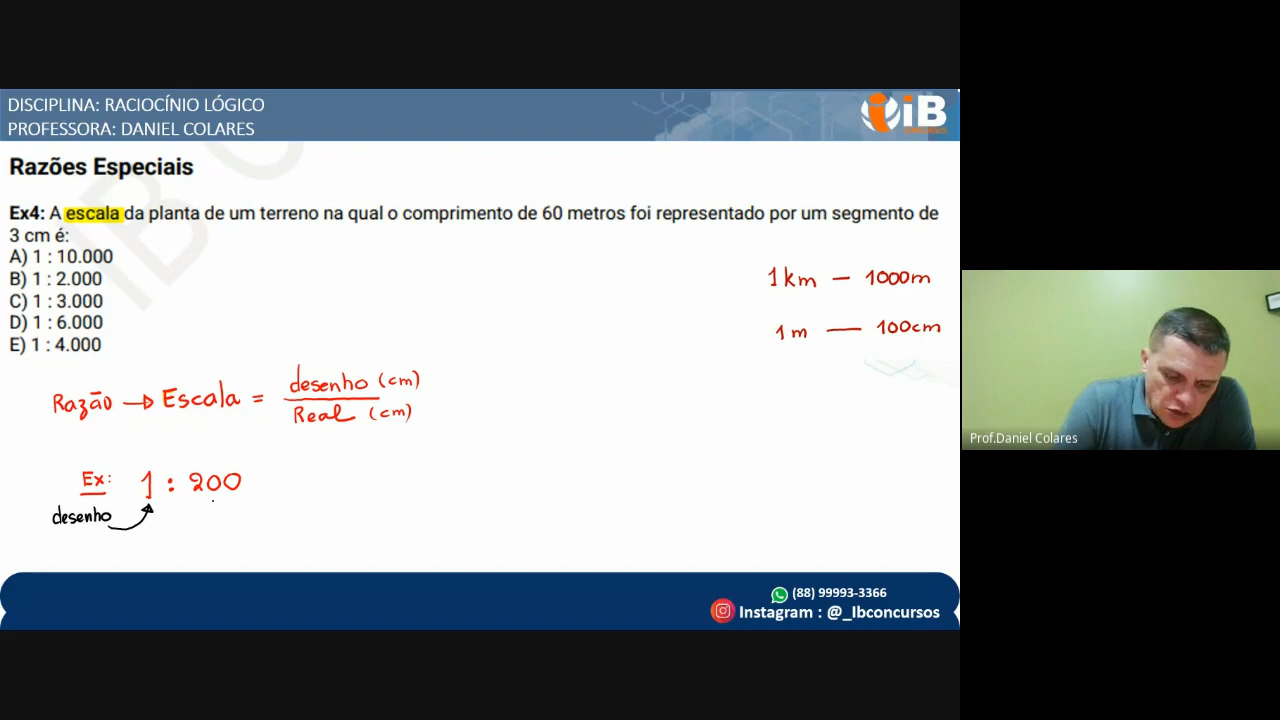 DISCIPLINA: RACIOCÍNIO LÓGICO
PROFESSORA: DANIEL COLARES
iB
CONCURSOS
Razões Especiais
IB C
Ex4: A escala da planta de um terreno na qual o comprimento de 60 metros foi representado por um segmento de
3 cm é:
A) 1 : 10.000
B) 1 : 2.000
C) 1 : 3.000
D) 1 : 6.000
E) 1 : 4.000
1km — 1000m
1m — 100cm
Razão → Escala = desenho (cm)
Real (cm)
Ex: 1 : 200
desenho
Prof.Daniel Colares
(88) 99993-3366
Instagram : @_Ibconcursos